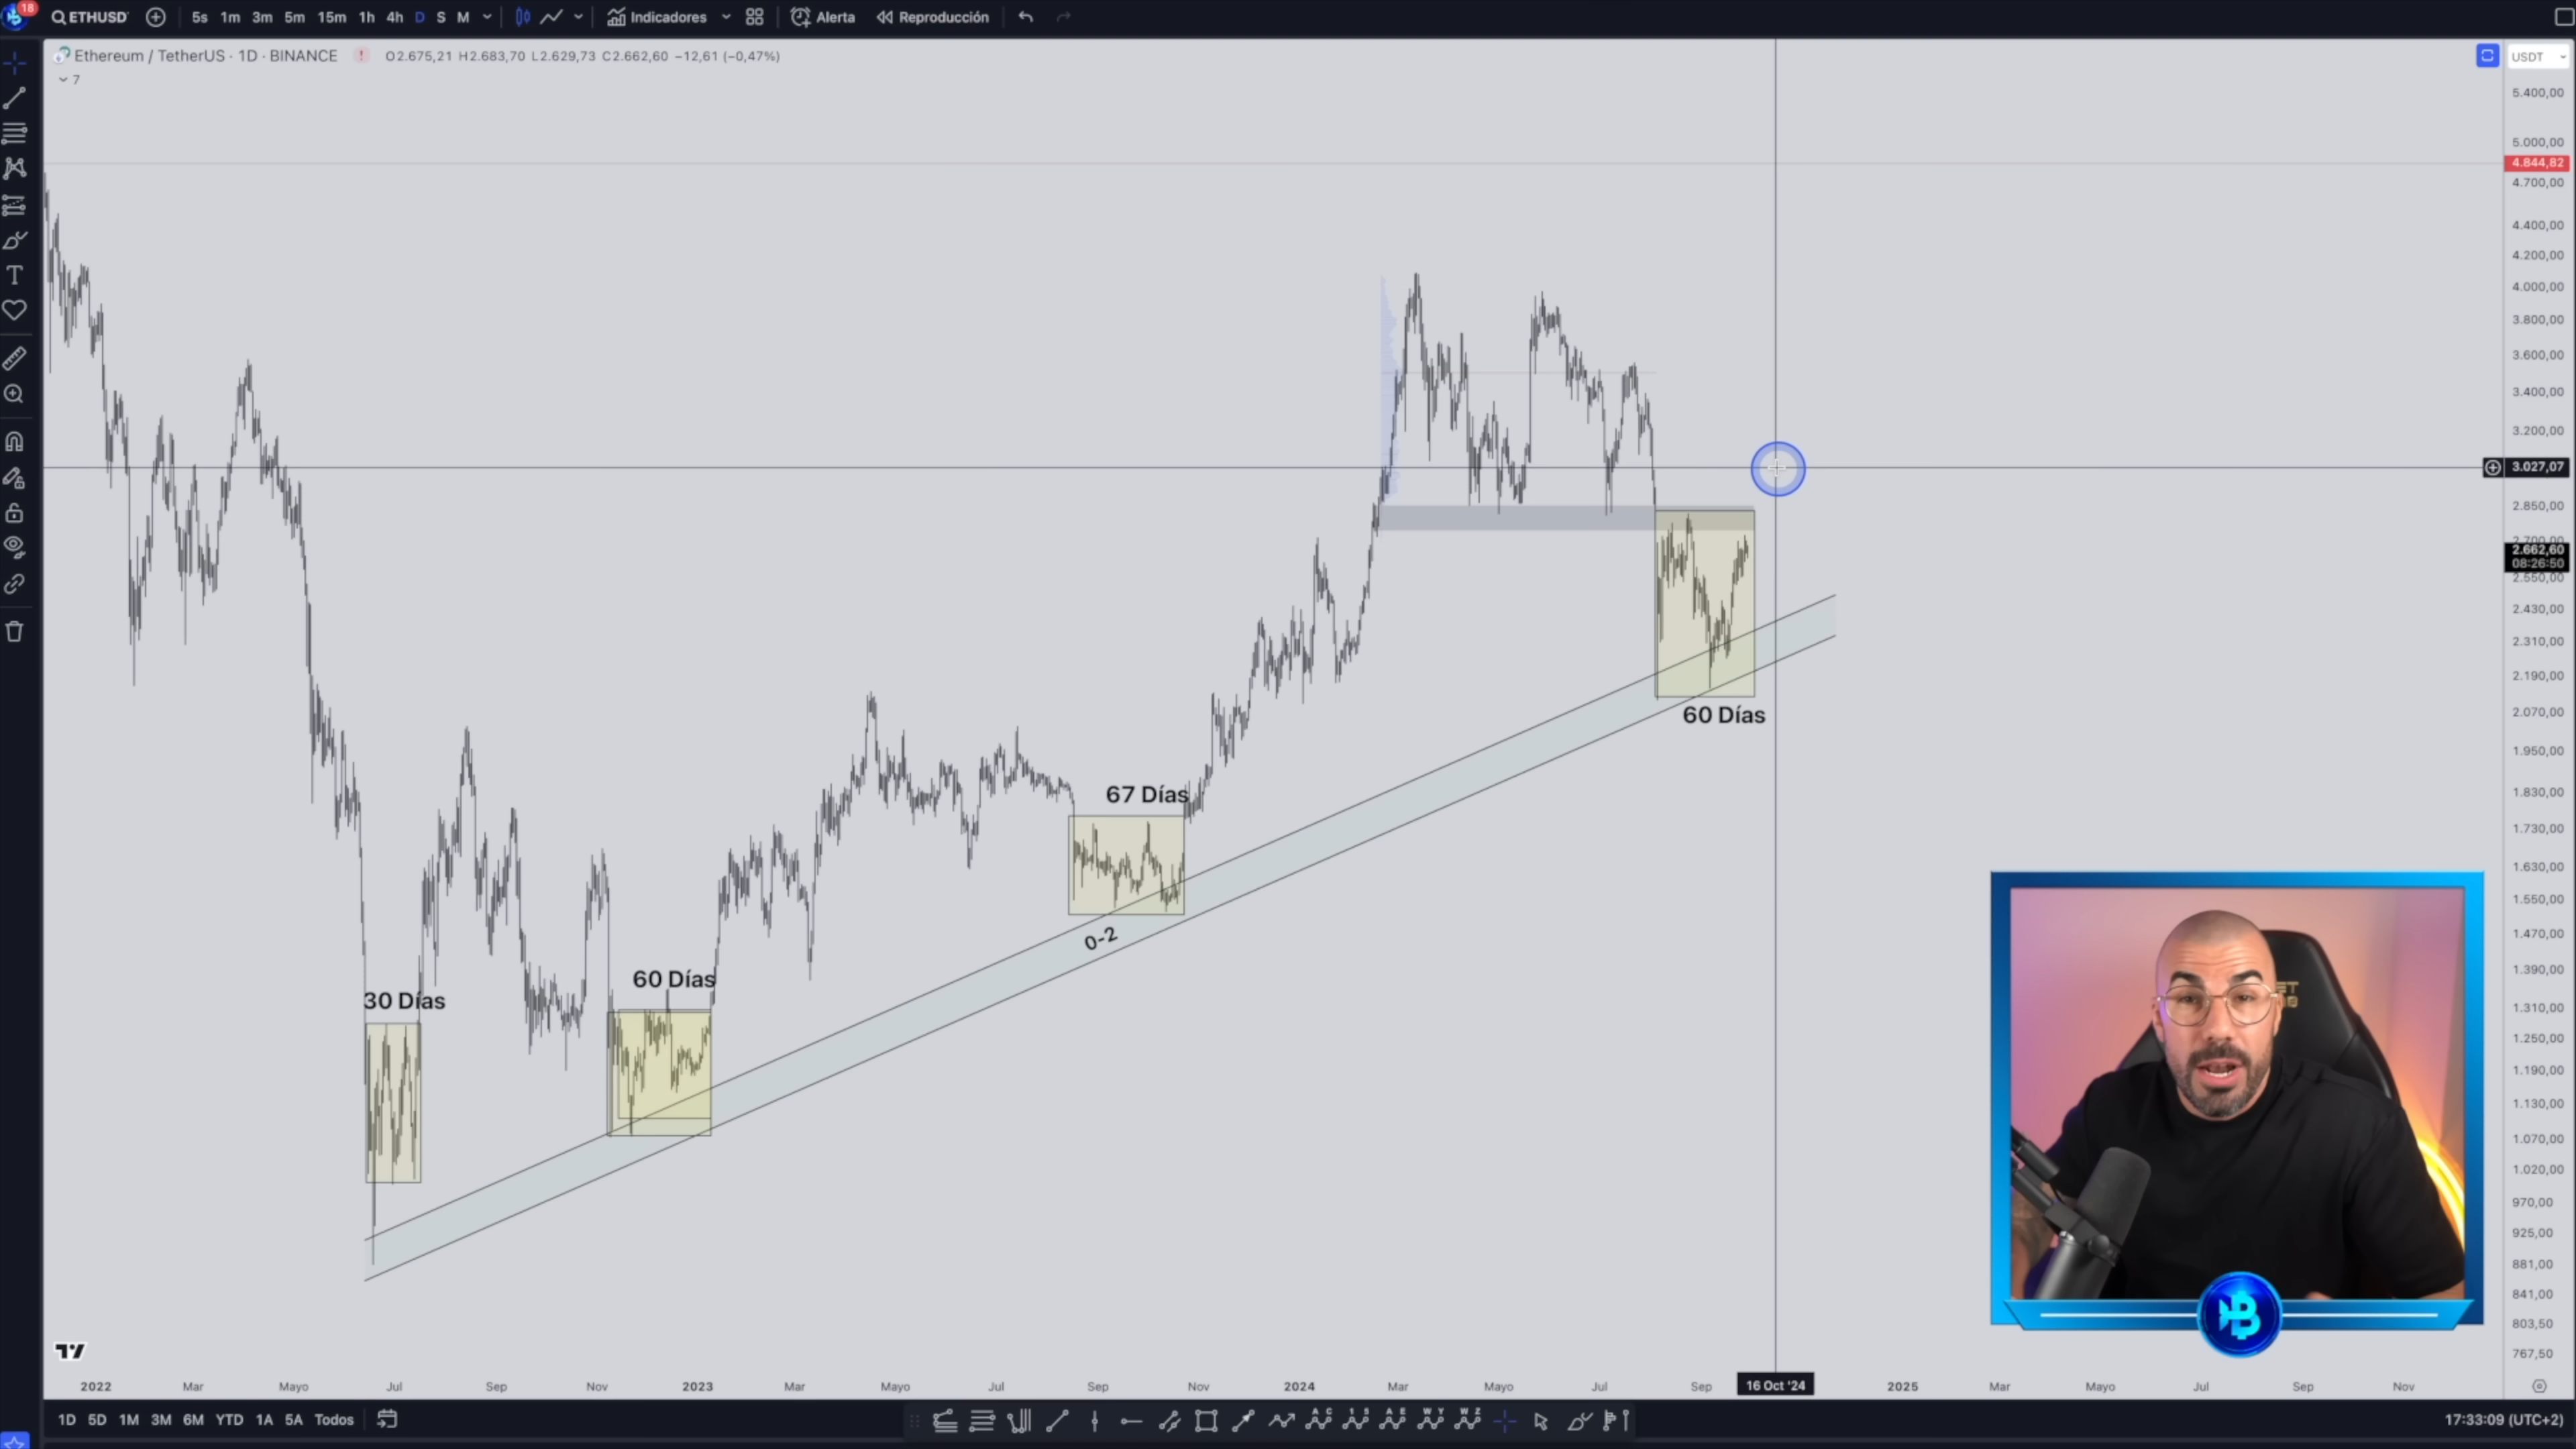 18
ETHUSD
5s 1m 3m 5m 15m 1h 4h D S M
Indicadores
Alerta
Reproducción
Ethereum / TetherUS · 1D · BINANCE
O2.675,21 H2.683,70 L2.629,73 C2.662,60 −12,61 (−0,47%)
7
USDT
5.400,00
5.000,00
4.844,82
4.700,00
4.400,00
4.200,00
4.000,00
3.800,00
3.600,00
3.400,00
3.200,00
3.027,07
2.850,00
2.700,00
2.662,60
08:26:50
2.550,00
2.430,00
2.310,00
2.190,00
2.070,00
1.950,00
1.830,00
1.730,00
1.630,00
1.550,00
1.470,00
1.390,00
1.310,00
1.250,00
1.190,00
1.130,00
1.070,00
1.020,00
970,00
925,00
881,00
841,00
803,50
767,50
60 Días
67 Días
0-2
60 Días
30 Días
2022 Mar Mayo Jul Sep Nov 2023 Mar Mayo Jul Sep Nov 2024 Mar Mayo Jul Sep 16 Oct '24 2025 Mar Mayo Jul Sep Nov
1D 5D 1M 3M 6M YTD 1A 5A Todos
17:33:09 (UTC+2)